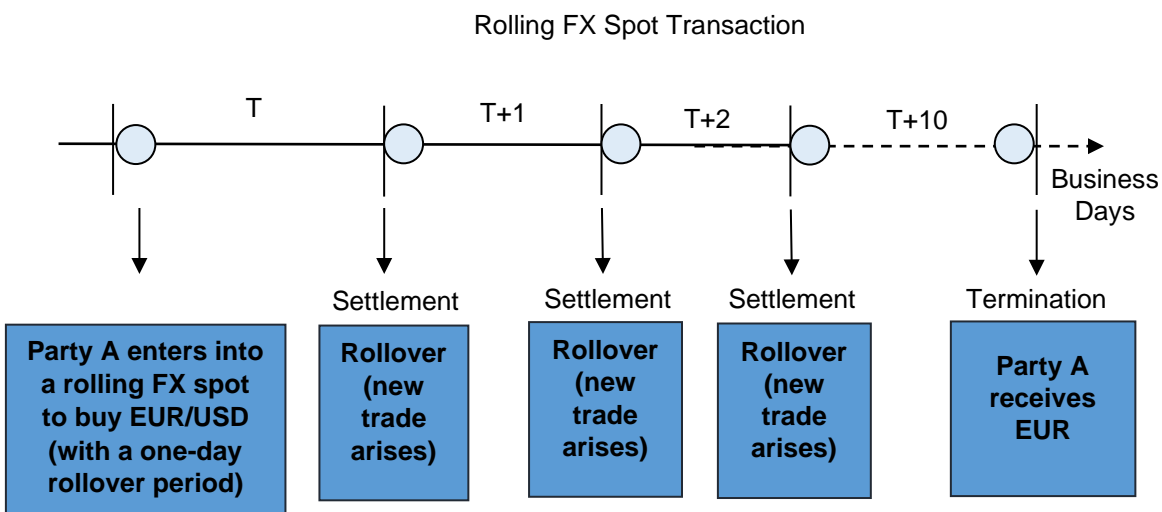 Rolling FX Spot Transaction
T
T+1
T+2
T+10
Business
Days
Settlement
Settlement
Settlement
Termination
Party A enters into
a rolling FX spot
to buy EUR/USD
(with a one-day
rollover period)
Rollover
(new
trade
arises)
Rollover
(new
trade
arises)
Rollover
(new
trade
arises)
Party A
receives
EUR